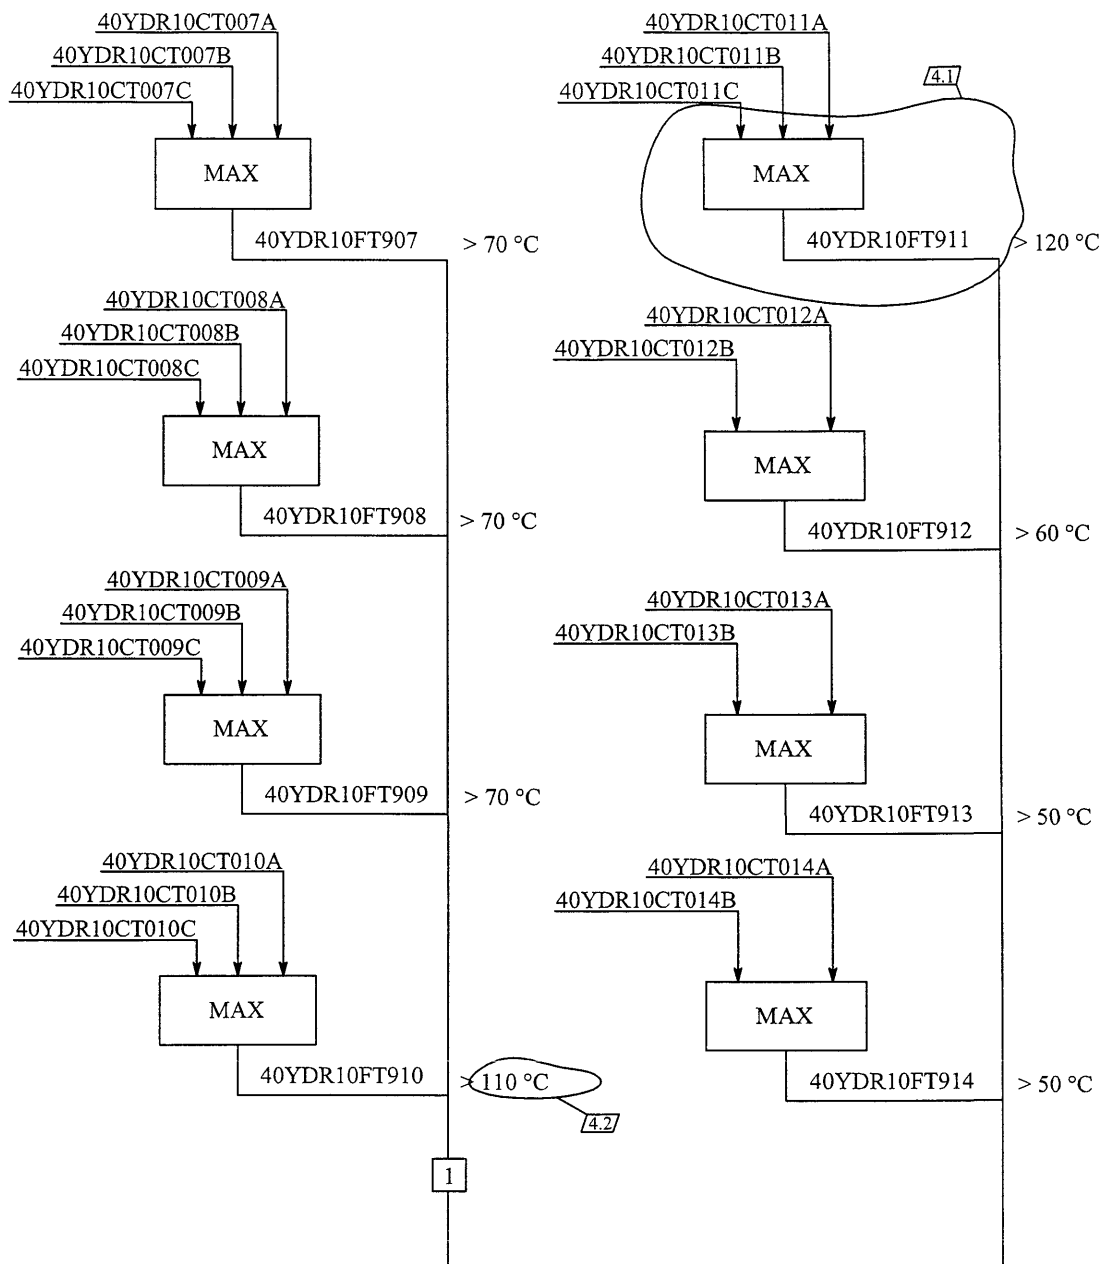 40YDR10CT007A
40YDR10CT007B
40YDR10CT007C
MAX
40YDR10FT907
> 70 °C
40YDR10CT008A
40YDR10CT008B
40YDR10CT008C
MAX
40YDR10FT908
> 70 °C
40YDR10CT009A
40YDR10CT009B
40YDR10CT009C
MAX
40YDR10FT909
> 70 °C
40YDR10CT010A
40YDR10CT010B
40YDR10CT010C
MAX
40YDR10FT910
> 110 °C
4.2
1
40YDR10CT011A
40YDR10CT011B
40YDR10CT011C
4.1
MAX
40YDR10FT911
> 120 °C
40YDR10CT012A
40YDR10CT012B
MAX
40YDR10FT912
> 60 °C
40YDR10CT013A
40YDR10CT013B
MAX
40YDR10FT913
> 50 °C
40YDR10CT014A
40YDR10CT014B
MAX
40YDR10FT914
> 50 °C